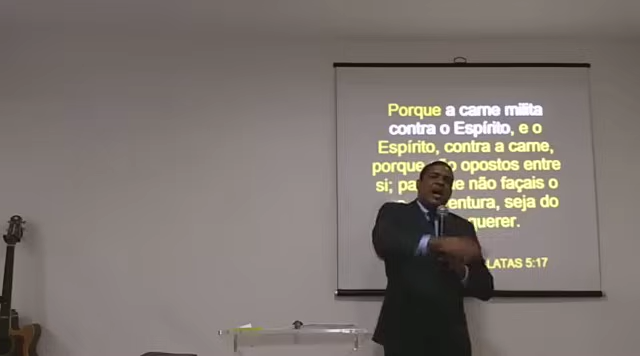 Porque a carne milita
contra o Espírito, e o
Espírito, contra a carne,
porque opostos entre
si; não façais o
seja do
querer.
5:17